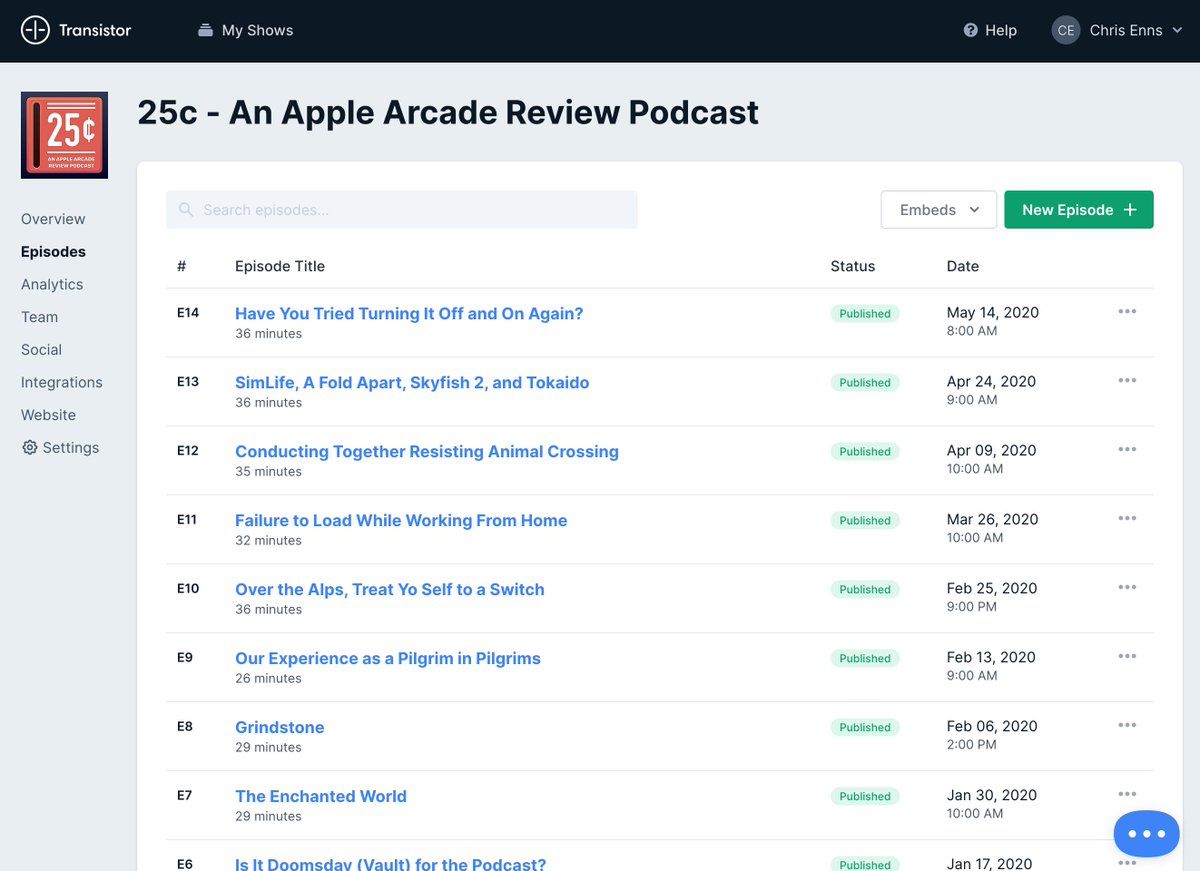 Transistor
My Shows
Help
CE
Chris Enns
25¢
AN APPLE ARCADE
REVIEW PODCAST
25c - An Apple Arcade Review Podcast
Overview
Episodes
Analytics
Team
Social
Integrations
Website
Settings
Search episodes...
Embeds
New Episode +
# Episode Title Status Date
E14 Have You Tried Turning It Off and On Again? Published May 14, 2020
36 minutes 8:00 AM
E13 SimLife, A Fold Apart, Skyfish 2, and Tokaido Published Apr 24, 2020
36 minutes 9:00 AM
E12 Conducting Together Resisting Animal Crossing Published Apr 09, 2020
35 minutes 10:00 AM
E11 Failure to Load While Working From Home Published Mar 26, 2020
32 minutes 10:00 AM
E10 Over the Alps, Treat Yo Self to a Switch Published Feb 25, 2020
36 minutes 9:00 PM
E9 Our Experience as a Pilgrim in Pilgrims Published Feb 13, 2020
26 minutes 9:00 AM
E8 Grindstone Published Feb 06, 2020
29 minutes 2:00 PM
E7 The Enchanted World Published Jan 30, 2020
29 minutes 10:00 AM
E6 Is It Doomsday (Vault) for the Podcast? Published Jan 17, 2020